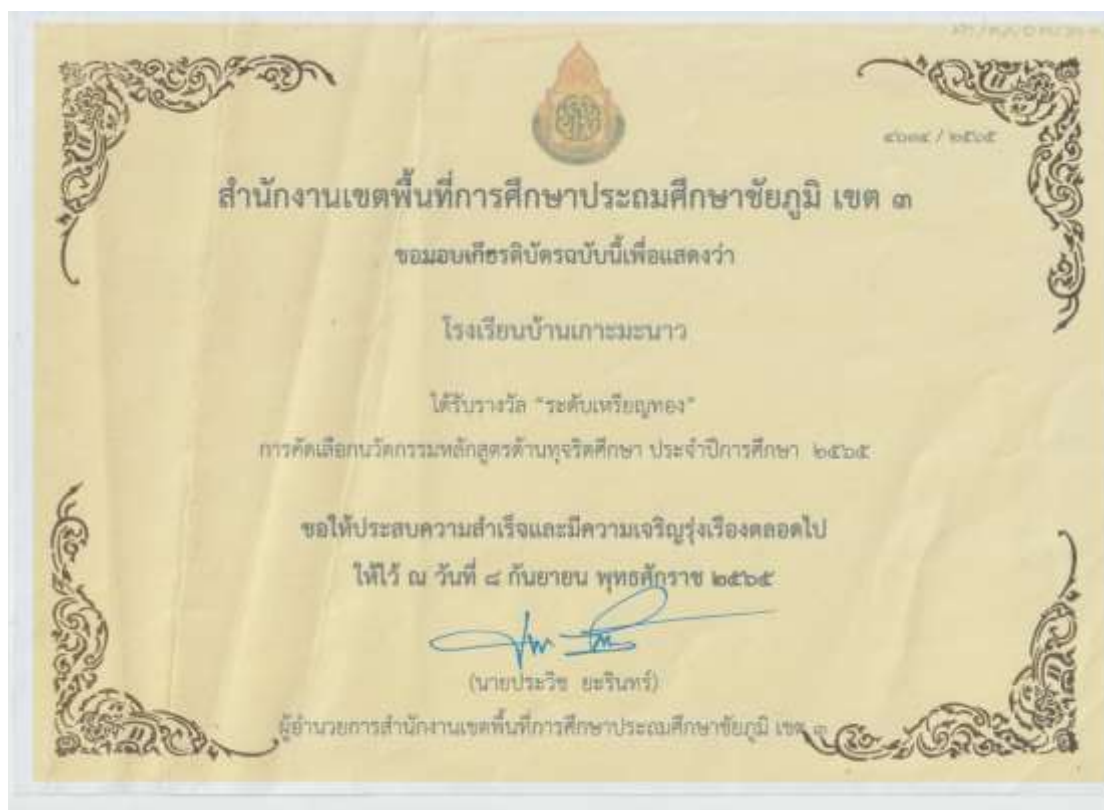 ๔๖๓๔ / ๒๕๖๕
สำนักงานเขตพื้นที่การศึกษาประถมศึกษาชัยภูมิ เขต ๓
ขอมอบเกียรติบัตรฉบับนี้เพื่อแสดงว่า
โรงเรียนบ้านเกาะมะนาว
ได้รับรางวัล "ระดับเหรียญทอง"
การคัดเลือกนวัตกรรมหลักสูตรต้านทุจริตศึกษา ประจำปีการศึกษา ๒๕๖๕
ขอให้ประสบความสำเร็จและมีความเจริญรุ่งเรืองตลอดไป
ให้ไว้ ณ วันที่ ๘ กันยายน พุทธศักราช ๒๕๖๕
(นายประวิช ยะรินทร์)
ผู้อำนวยการสำนักงานเขตพื้นที่การศึกษาประถมศึกษาชัยภูมิ เขต ๓